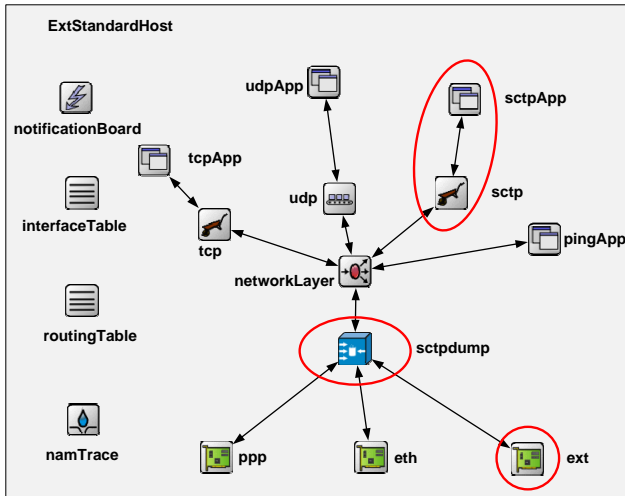 ExtStandardHost
udpApp
sctpApp
notificationBoard
tcpApp
udp
sctp
interfaceTable
tcp
pingApp
networkLayer
routingTable
sctpdump
namTrace
ppp
eth
ext